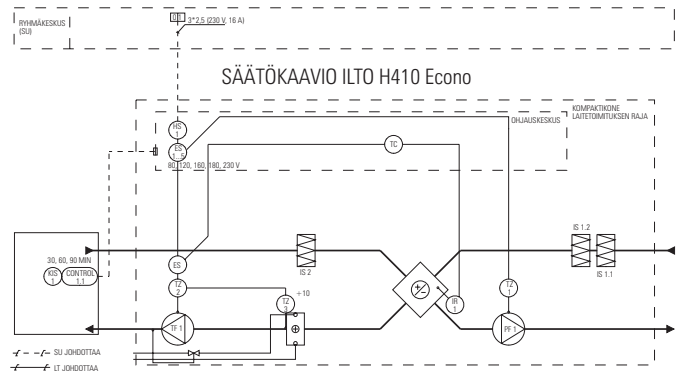 RYHMÄKESKUS
(SU)
0.1
3*2,5 (230 V, 16 A)
SÄÄTÖKAAVIO ILTO H410 Econo
KOMPAKTIKONE
LAITETOIMITUKSEN RAJA
OHJAUSKESKUS
HS
1
ES
1...5
80, 120, 160, 180, 230 V
TC
30, 60, 90 MIN
KIS
1
CONTROL
1.1
ES
IS 2
IS 1.2
IS 1.1
TZ
2
TZ
3
+10
+/-
IR
1
TZ
1
TF 1
PF 1
SU JOHDOTTAA
LT JOHDOTTAA